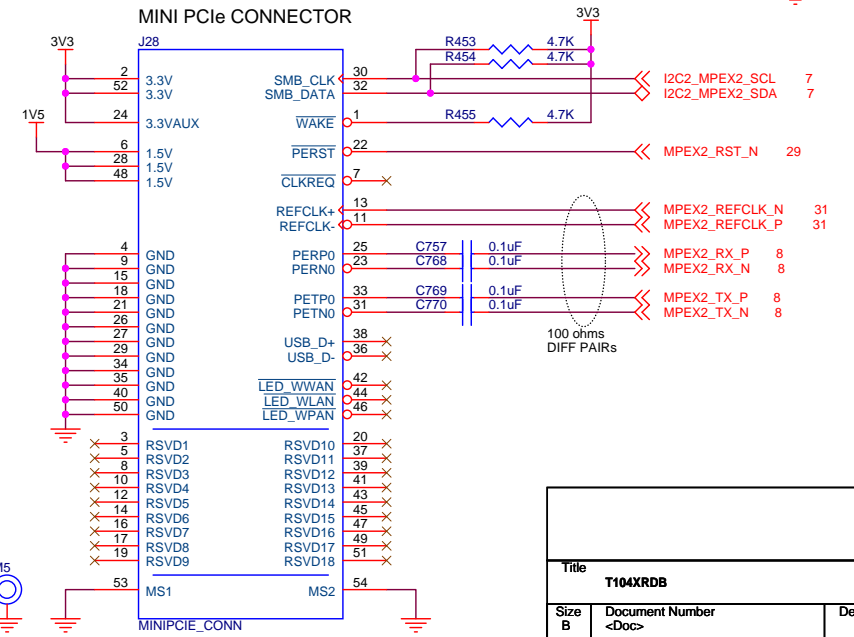 MINI PCIe CONNECTOR
3V3
J28
3V3
R453 4.7K
R454 4.7K
2 3.3V SMB_CLK 30 I2C2_MPEX2_SCL 7
52 3.3V SMB_DATA 32 I2C2_MPEX2_SDA 7
1V5
24 3.3VAUX WAKE 1 R455 4.7K
6 1.5V PERST 22 MPEX2_RST_N 29
28 1.5V
48 1.5V CLKREQ 7
REFCLK+ 13 MPEX2_REFCLK_N 31
REFCLK- 11 MPEX2_REFCLK_P 31
4 GND PERP0 25 C757 0.1uF MPEX2_RX_P 8
9 GND PERN0 23 C768 0.1uF MPEX2_RX_N 8
15 GND
18 GND PETP0 33 C769 0.1uF MPEX2_TX_P 8
21 GND PETN0 31 C770 0.1uF MPEX2_TX_N 8
26 GND
27 GND USB_D+ 38
29 GND USB_D- 36
100 ohms
DIFF PAIRs
34 GND
35 GND LED_WWAN 42
40 GND LED_WLAN 44
50 GND LED_WPAN 46
3 RSVD1 RSVD10 20
5 RSVD2 RSVD11 37
8 RSVD3 RSVD12 39
10 RSVD4 RSVD13 41
12 RSVD5 RSVD14 43
14 RSVD6 RSVD15 45
16 RSVD7 RSVD16 47
17 RSVD8 RSVD17 49
19 RSVD9 RSVD18 51
53 MS1 MS2 54
MINIPCIE_CONN
Title
T104XRDB
Size Document Number
B <Doc>